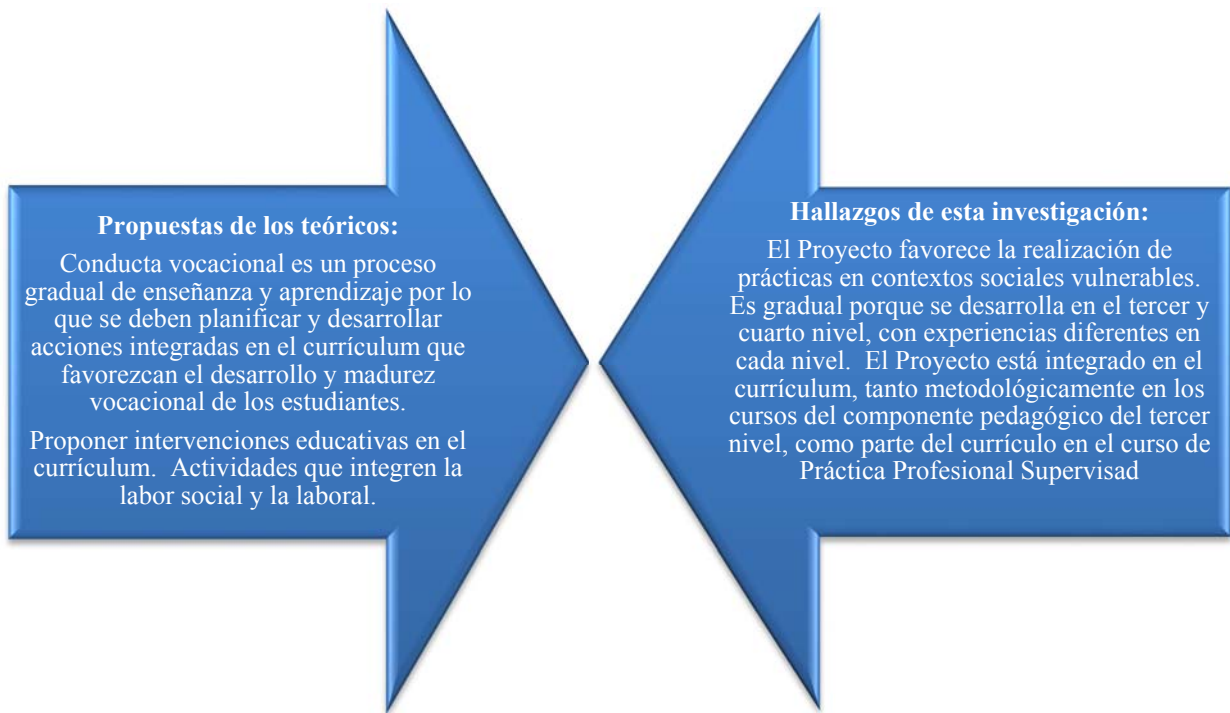 Propuestas de los teóricos:
Conducta vocacional es un proceso
gradual de enseñanza y aprendizaje por lo
que se deben planificar y desarrollar
acciones integradas en el currículum que
favorezcan el desarrollo y madurez
vocacional de los estudiantes.
Proponer intervenciones educativas en el
currículum. Actividades que integren la
labor social y la laboral.
Hallazgos de esta investigación:
El Proyecto favorece la realización de
prácticas en contextos sociales vulnerables.
Es gradual porque se desarrolla en el tercer y
cuarto nivel, con experiencias diferentes en
cada nivel. El Proyecto está integrado en el
currículum, tanto metodológicamente en los
cursos del componente pedagógico del tercer
nivel, como parte del currículo en el curso de
Práctica Profesional Supervisad